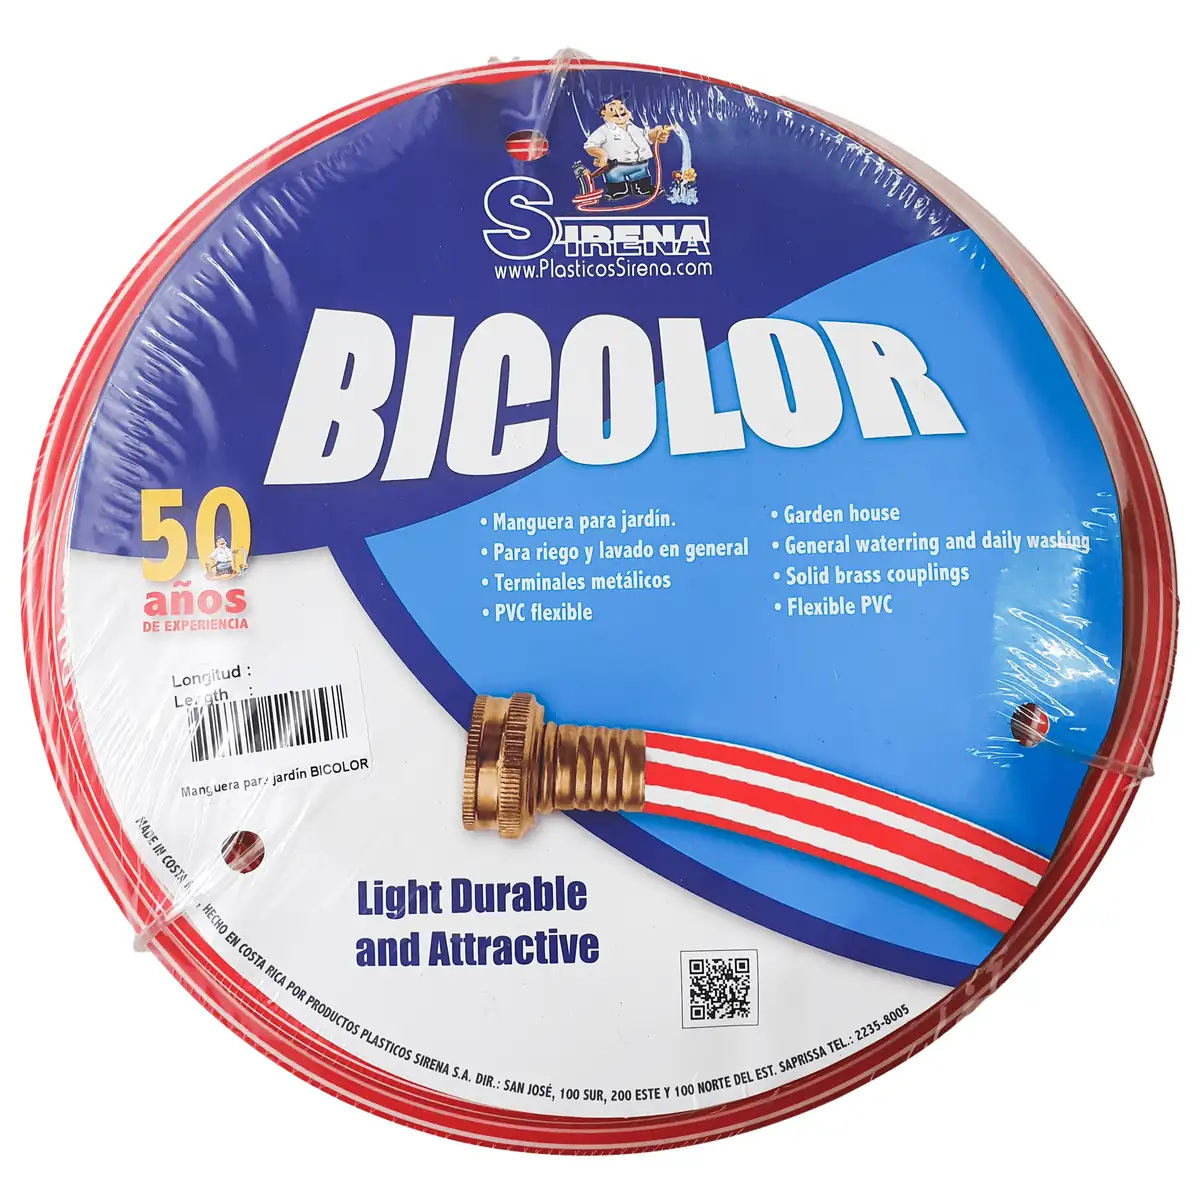 SIRENA
www.PlasticosSirena.com
BICOLOR
50
años
DE EXPERIENCIA
• Manguera para jardín.
• Para riego y lavado en general
• Terminales metálicos
• PVC flexible
• Garden house
• General waterring and daily washing
• Solid brass couplings
• Flexible PVC
Longitud :
Length :
Manguera para jardín BICOLOR
Light Durable
and Attractive
MADE IN COSTA HECHO EN COSTA RICA POR PRODUCTOS PLASTICOS SIRENA S.A. DIR.: SAN JOSÉ, 100 SUR, 200 ESTE Y 100 NORTE DEL EST. SAPRISSA TEL.: 2235-8005